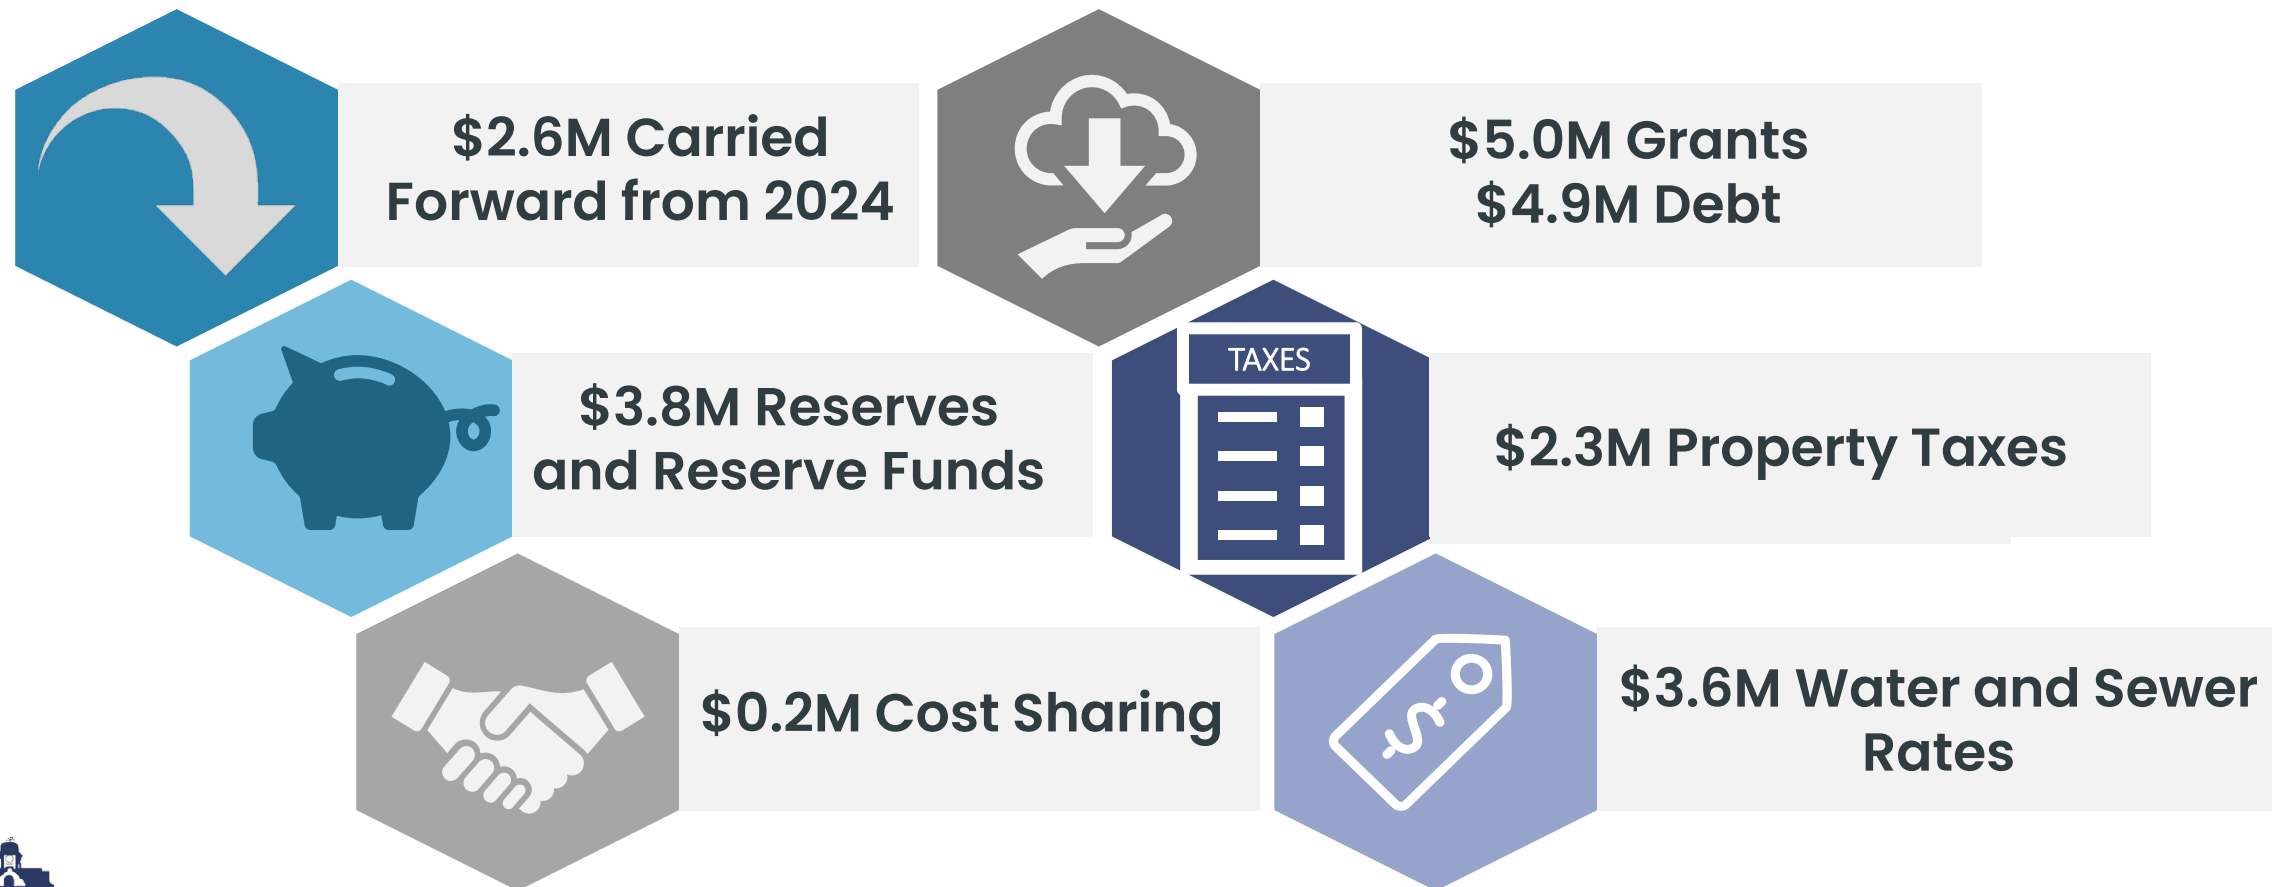 $2.6M Carried
Forward from 2024
$5.0M Grants
$4.9M Debt
$3.8M Reserves
and Reserve Funds
TAXES
$2.3M Property Taxes
$0.2M Cost Sharing
$3.6M Water and Sewer
Rates